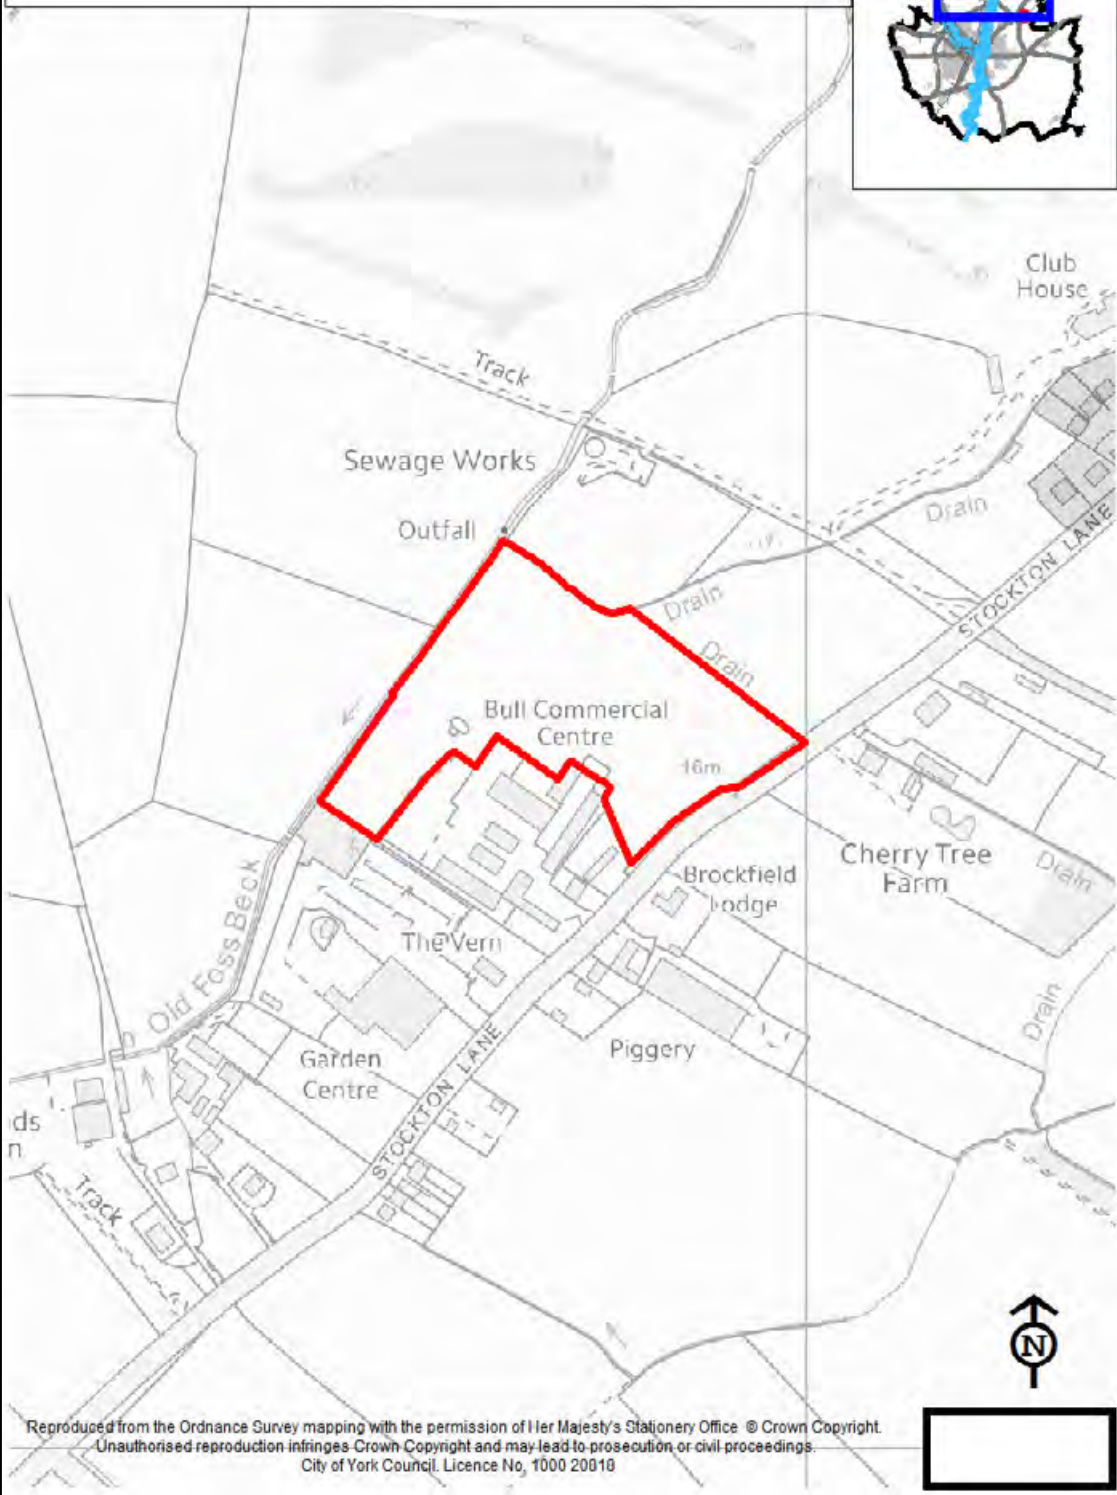 Club
House
Track
Sewage Works
Outfall
Drain
STOCKTON LANE
Drain
Drain
Bull Commercial
Centre
16m
Cherry Tree
Farm
Drain
Brockfield
Lodge
The Vern
Old Foss Beck
Drain
Garden
Centre
STOCKTON LANE
Piggery
ds
n
Track
N
Reproduced from the Ordnance Survey mapping with the permission of Her Majesty's Stationery Office © Crown Copyright.
Unauthorised reproduction infringes Crown Copyright and may lead to prosecution or civil proceedings.
City of York Council. Licence No. 1000 20818